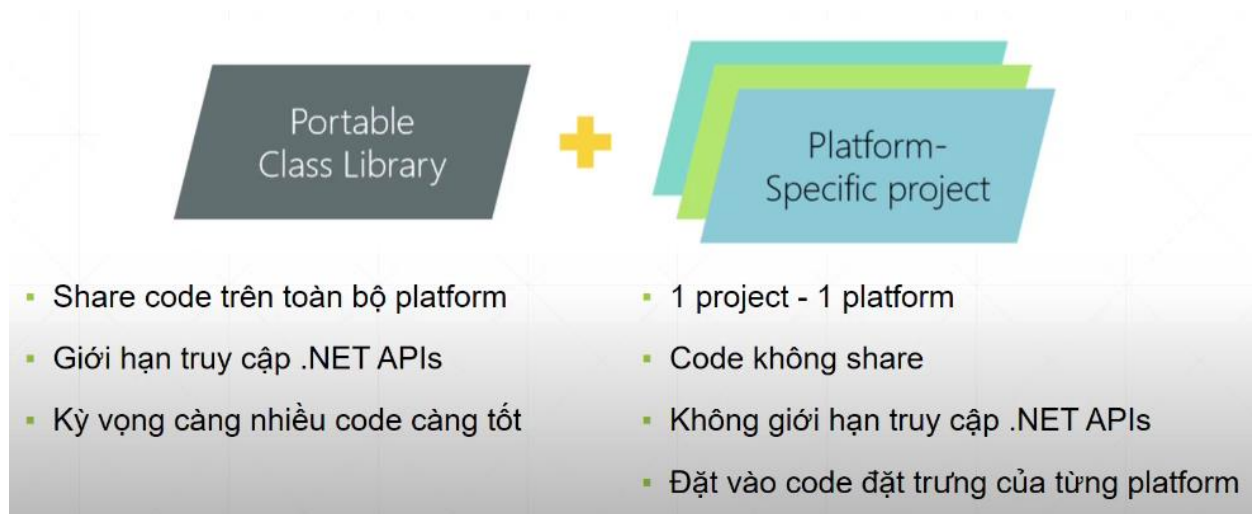 Portable
Class Library
Platform-
Specific project
Share code trên toàn bộ platform
Giới hạn truy cập .NET APIs
Kỳ vọng càng nhiều code càng tốt
1 project - 1 platform
Code không share
Không giới hạn truy cập .NET APIs
Đặt vào code đặt trưng của từng platform